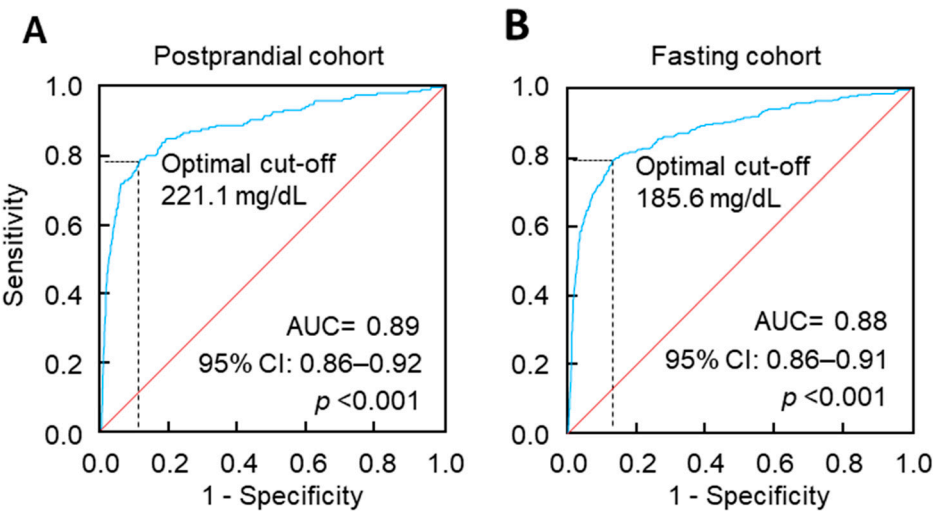 A
Postprandial cohort
1.0
0.8
0.6
0.4
0.2
0.0
Sensitivity
Optimal cut-off
221.1 mg/dL
AUC= 0.89
95% CI: 0.86–0.92
p <0.001
0.0 0.2 0.4 0.6 0.8 1.0
1 - Specificity
B
Fasting cohort
1.0
0.8
0.6
0.4
0.2
0.0
Optimal cut-off
185.6 mg/dL
AUC= 0.88
95% CI: 0.86–0.91
p <0.001
0.0 0.2 0.4 0.6 0.8 1.0
1 - Specificity